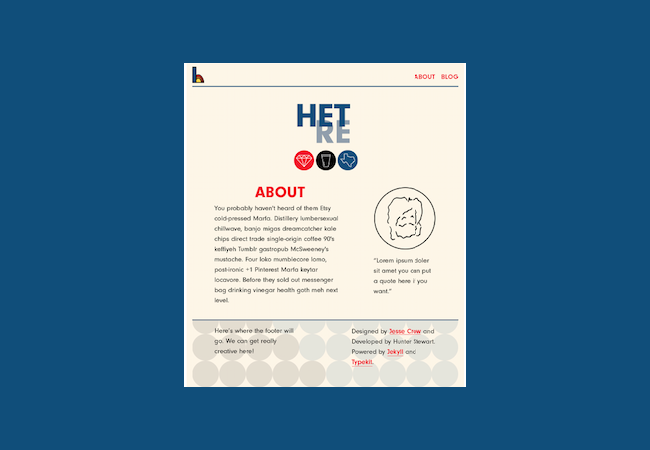 ABOUT BLOG
HET
RE
ABOUT
You probably haven't heard of them Etsy
cold-pressed Marfa. Distillery lumbersexual
chillwave, banjo migos dreamcatcher kale
chips direct trade single-origin coffee 90's
keffiyeh Tumblr gastropub McSweeney's
mustache. Four loko mumblecore lomo,
post-ironic +1 Pinterest Marfa keytar
locavore. Before they sold out messenger
bag drinking vinegar health goth meh next
level.
"Lorem ipsum doler
sit amet you can put
a quote here i you
want."
Here's where the footer will
go. We can get really
creative here!
Designed by Jesse Crew and
Developed by Hunter Stewart.
Powered by Jekyll and
Typekit.